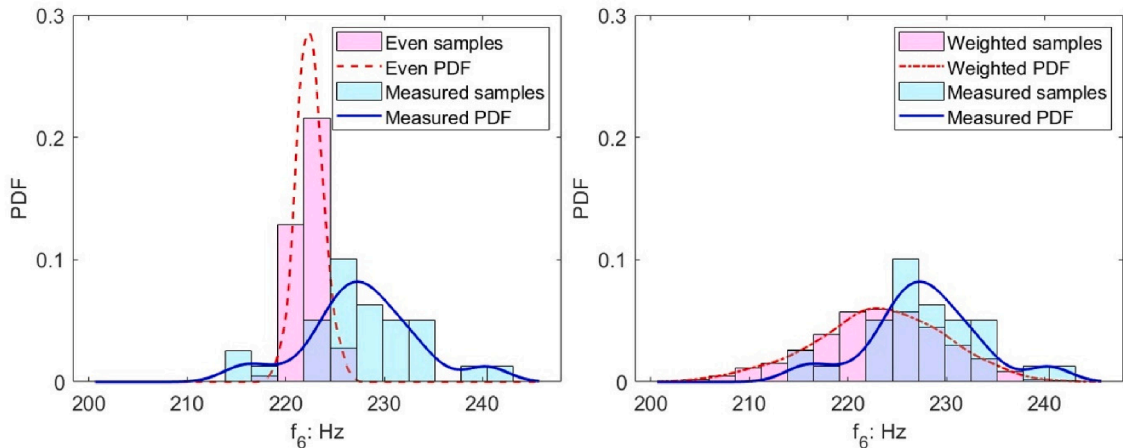 0.3
0.2
0.1
0
PDF
200 210 220 230 240
f6: Hz
Even samples
Even PDF
Measured samples
Measured PDF
0.3
0.2
0.1
0
PDF
200 210 220 230 240
f6: Hz
Weighted samples
Weighted PDF
Measured samples
Measured PDF